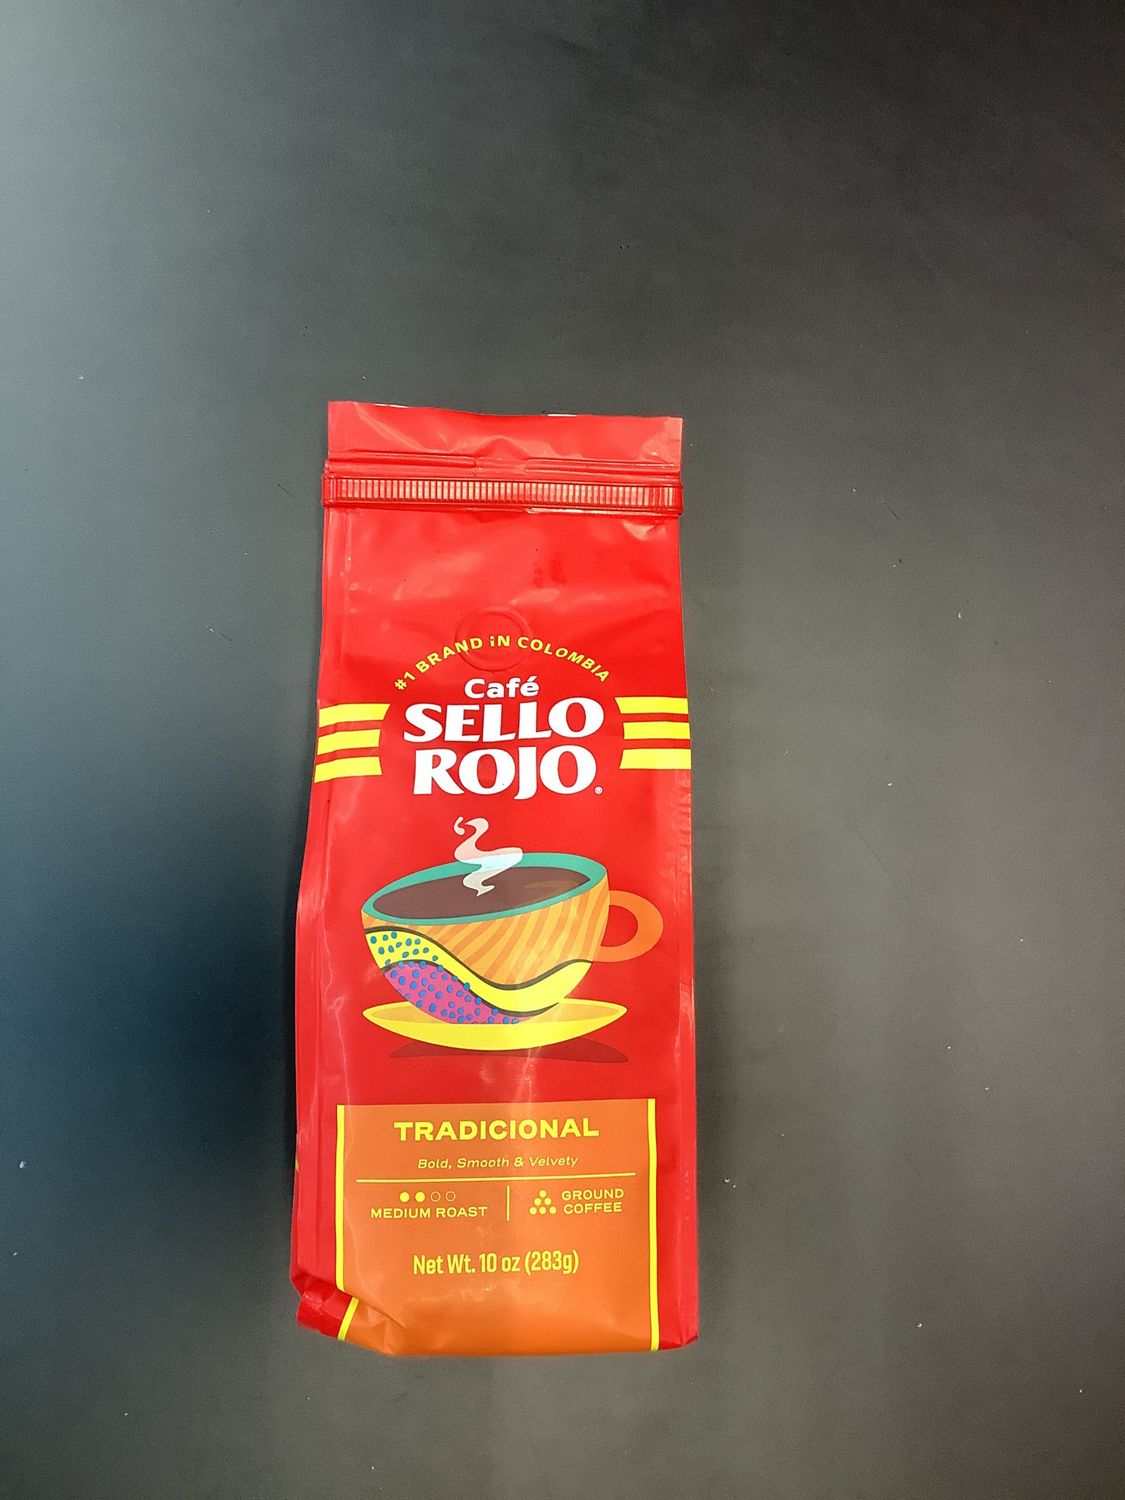 #1 BRAND iN COLOMBIA
Café
SELLO
ROJO®
TRADICIONAL
Bold, Smooth & Velvety
MEDIUM ROAST
GROUND
COFFEE
Net Wt. 10 oz (283g)